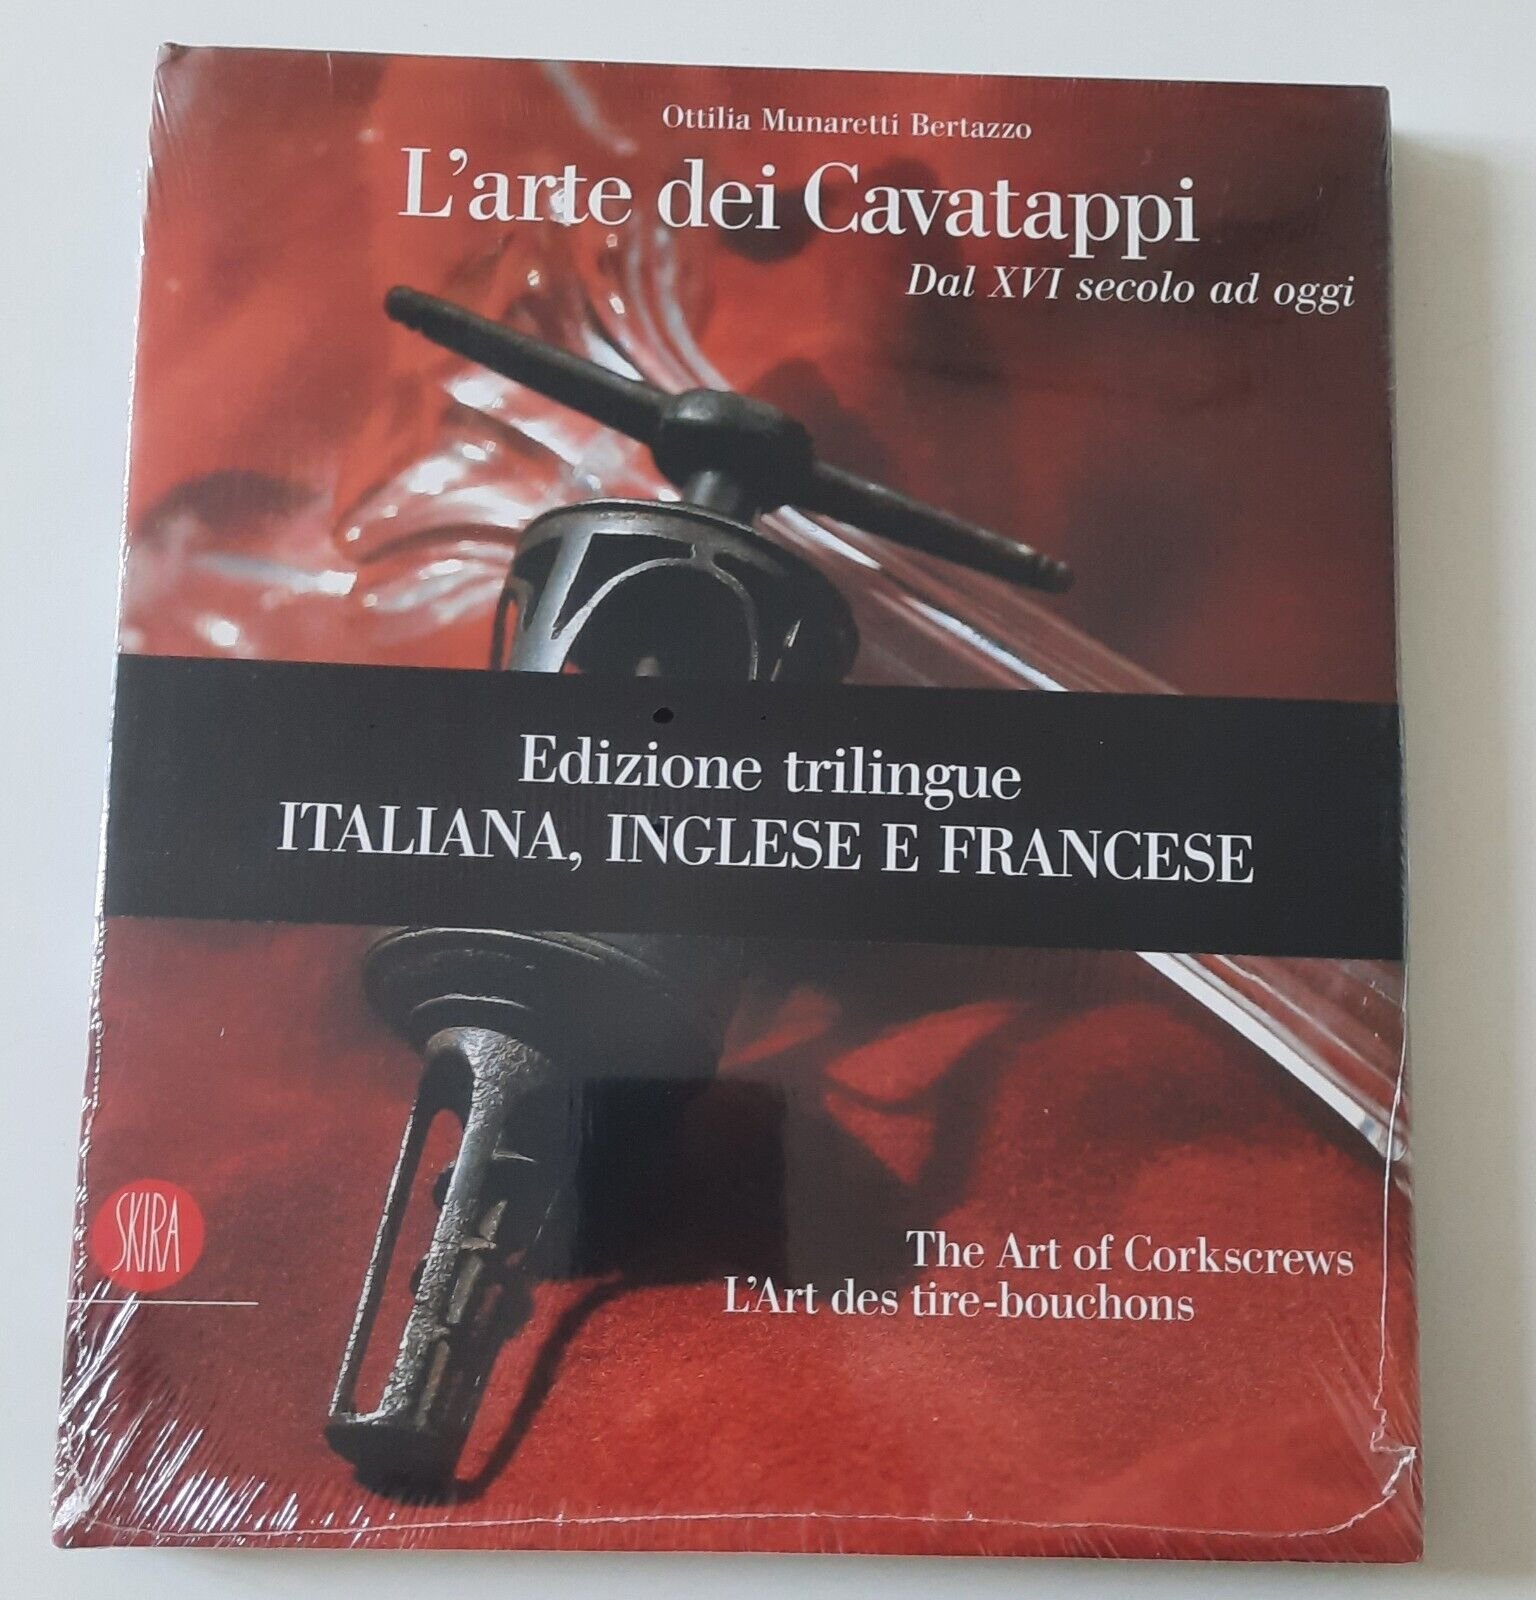 Ottilia Munaretti Bertazzo
L'arte dei Cavatappi
Dal XVI secolo ad oggi
Edizione trilingue
ITALIANA, INGLESE E FRANCESE
SKIRA
The Art of Corkscrews
L'Art des tire-bouchons